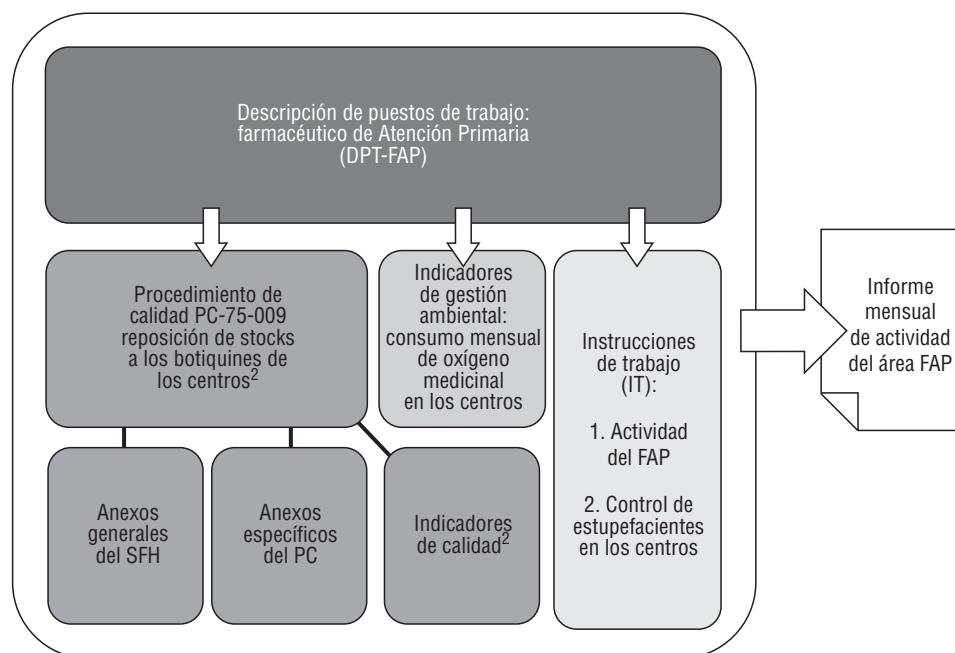 Descripción de puestos de trabajo:
farmacéutico de Atención Primaria
(DPT-FAP)
Procedimiento de
calidad PC-75-009
reposición de stocks
a los botiquines de
los centros2
Indicadores
de gestión
ambiental:
consumo mensual
de oxígeno
medicinal
en los centros
Instrucciones
de trabajo
(IT):
1. Actividad
del FAP
2. Control de
estupefacientes
en los centros
Anexos
generales
del SFH
Anexos
específicos
del PC
Indicadores
de calidad2
Informe
mensual
de actividad
del área FAP